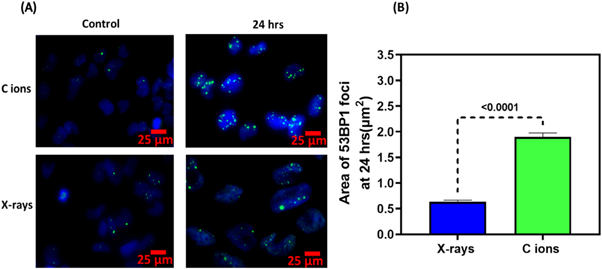 (A)
Control
24 hrs
C ions
25 µm
25 µm
X-rays
25 µm
25 µm
(B)
Area of 53BP1 foci
at 24 hrs(µm²)
3.5
3.0
2.5
2.0
1.5
1.0
0.5
0.0
<0.0001
X-rays
C ions